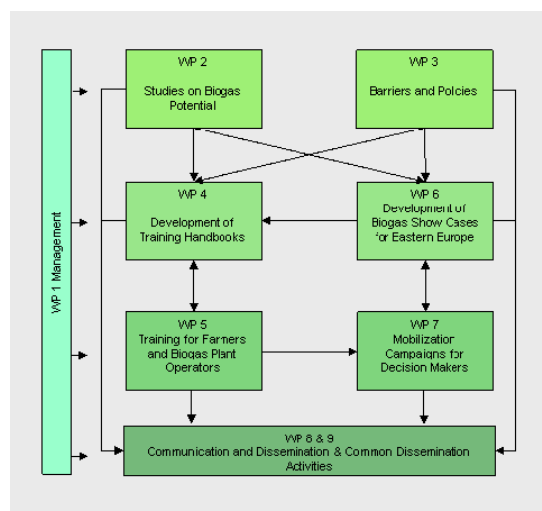 WP 1 Management
WP 2
Studies on Biogas
Potential
WP 3
Barriers and Policies
WP 4
Development of
Training Handbooks
WP 6
Development of
Biogas Show Cases
for Eastern Europe
WP 5
Training for Farmers
and Biogas Plant
Operators
WP 7
Mobilization
Campaigns for
Decision Makers
WP 8 & 9
Communication and Dissemination & Common Dissemination
Activities